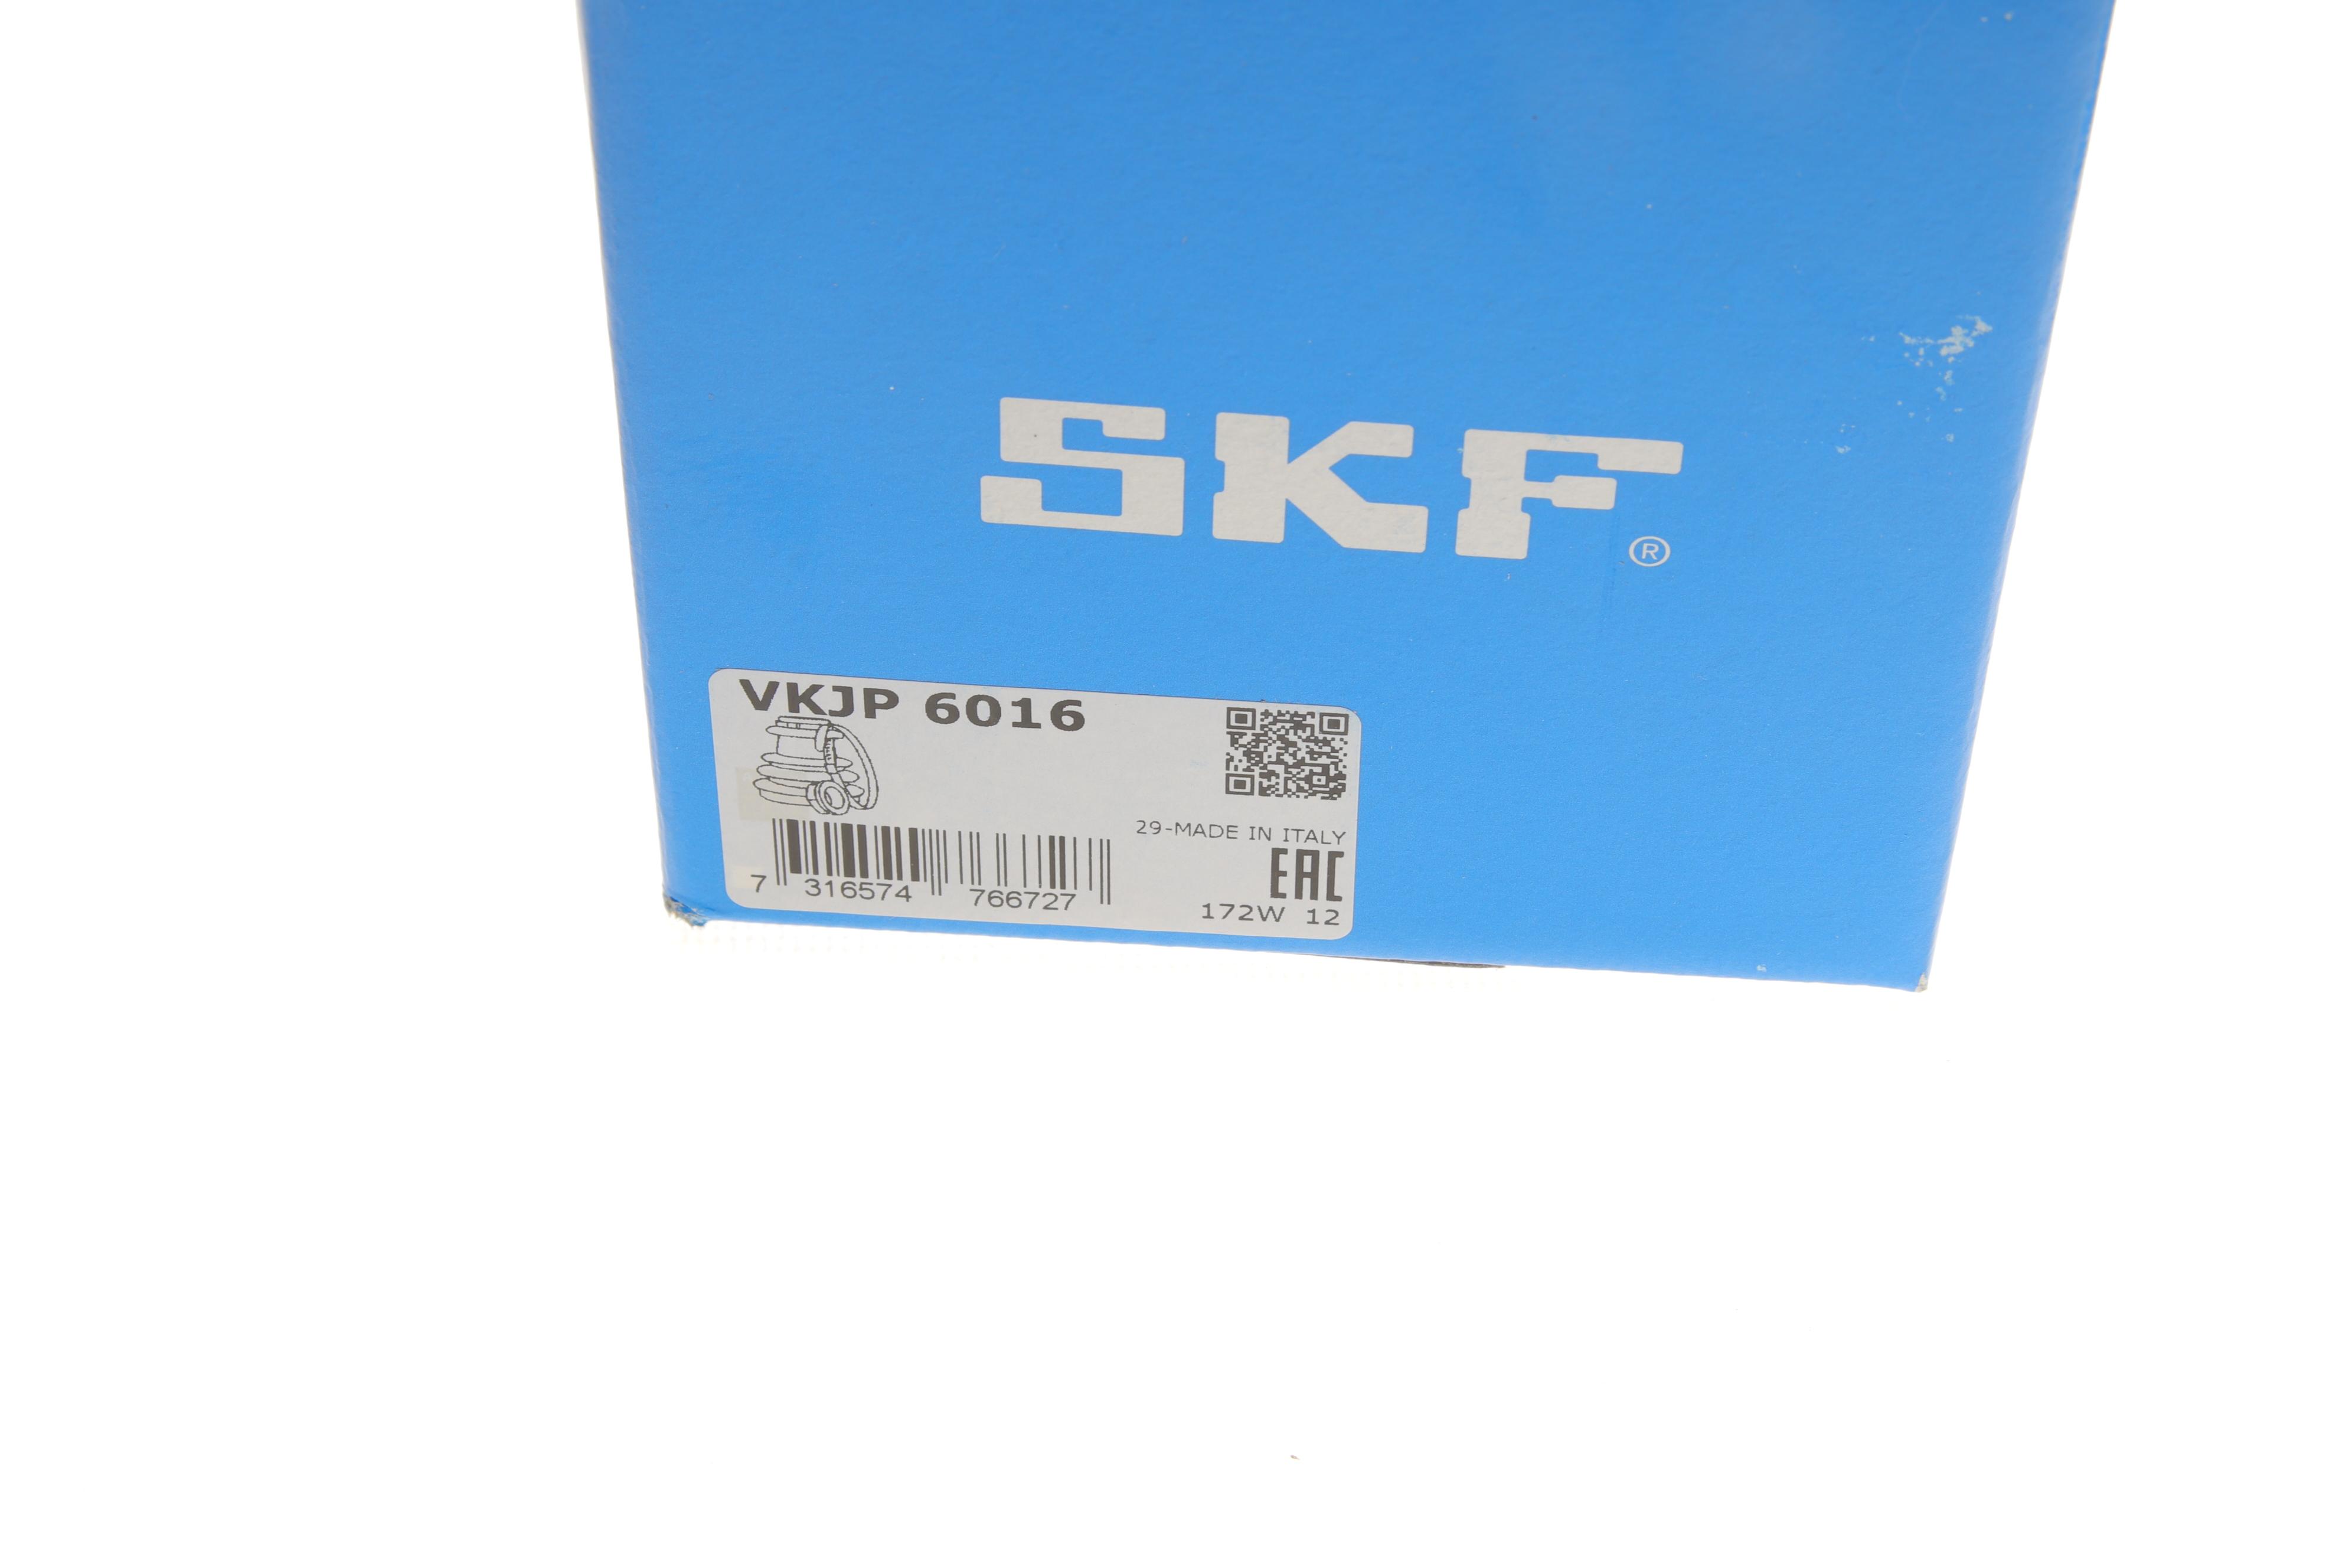 SKF®
VKJP 6016
29-MADE IN ITALY
EAC
7 316574 766727
172W 12